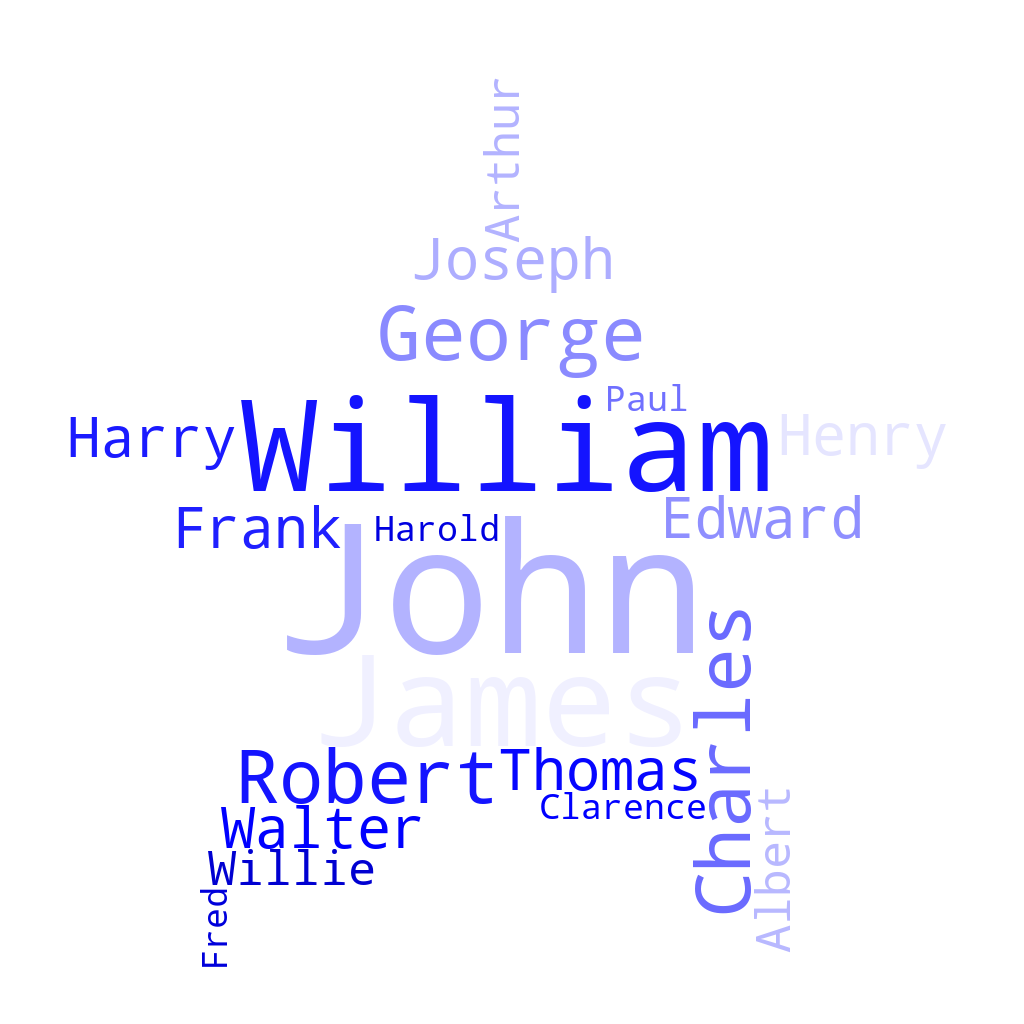 Arthur
Joseph
George
Paul
William
Harry
Henry
Frank
Harold
Edward
John
James
Charles
Robert
Thomas
Clarence
Walter
Albert
Willie
Fred